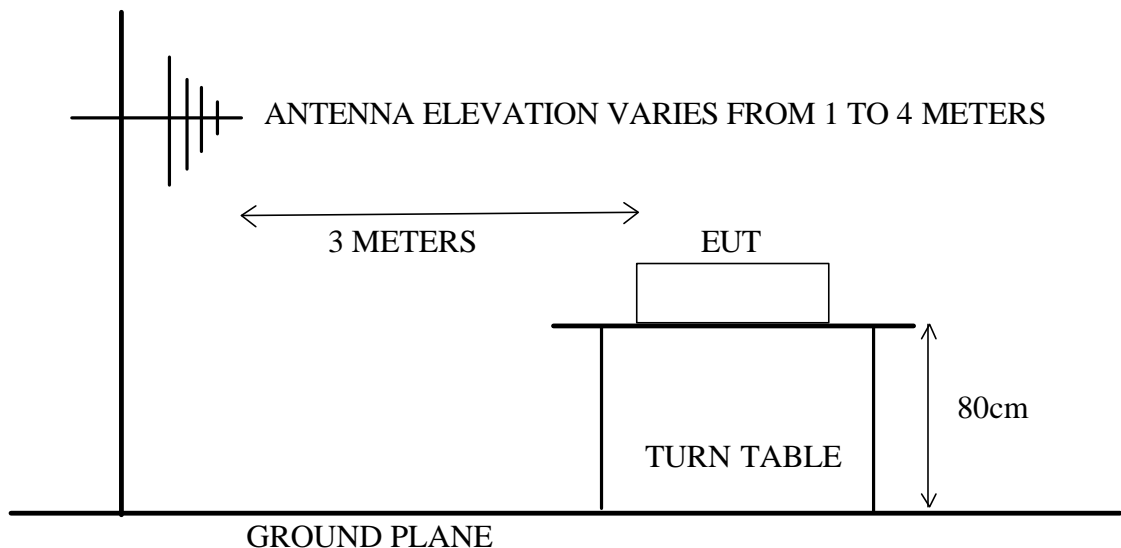 ANTENNA ELEVATION VARIES FROM 1 TO 4 METERS
3 METERS
EUT
80cm
TURN TABLE
GROUND PLANE